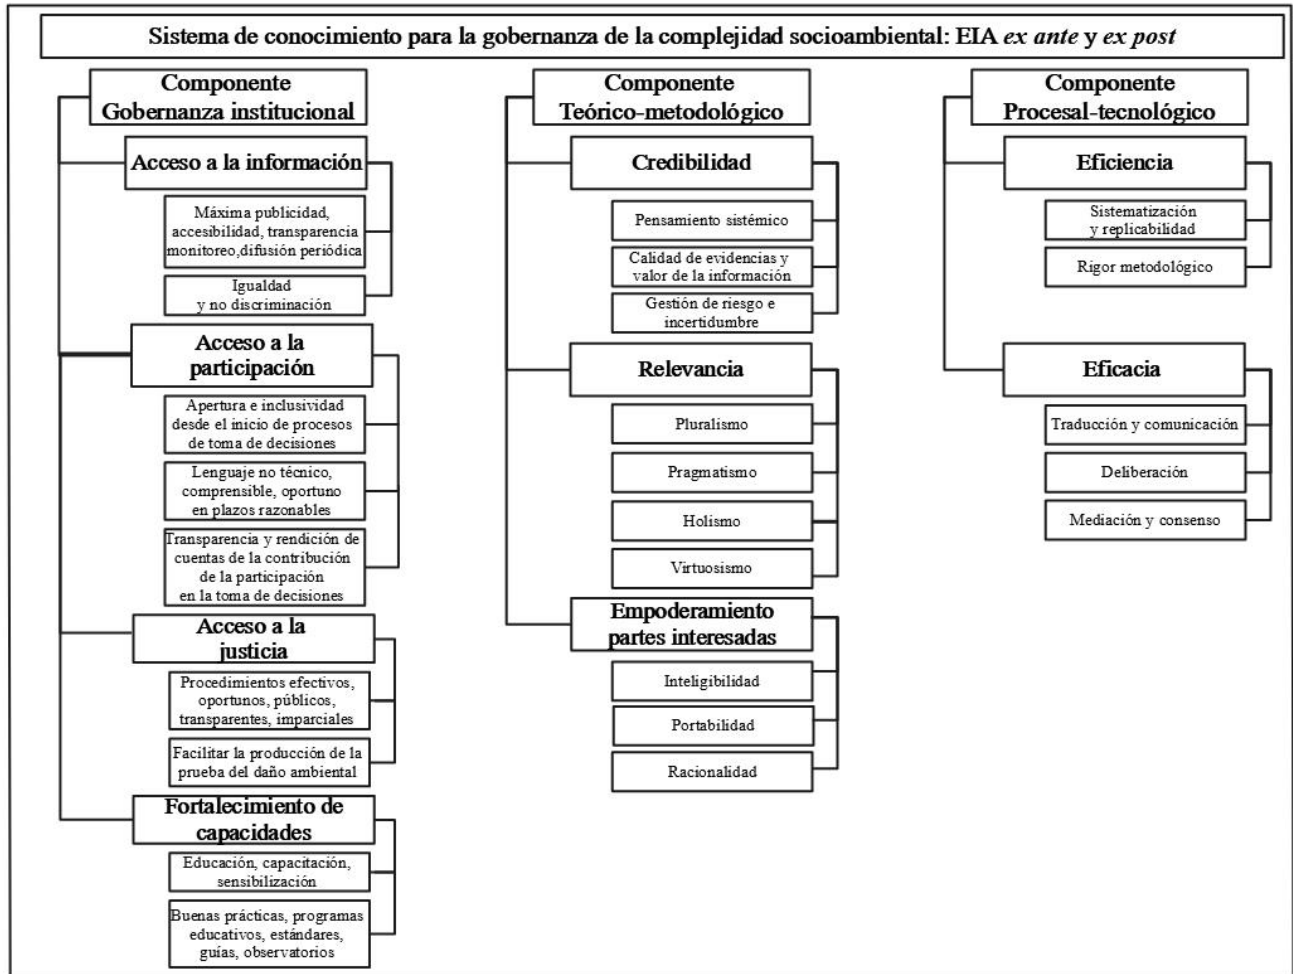 Sistema de conocimiento para la gobernanza de la complejidad socioambiental: EIA ex ante y ex post
Componente
Gobernanza institucional
Acceso a la información
Máxima publicidad,
accesibilidad, transparencia
monitoreo,difusión periódica
Igualdad
y no discriminación
Acceso a la
participación
Apertura e inclusividad
desde el inicio de procesos
de toma de decisiones
Lenguaje no técnico,
comprensible, oportuno
en plazos razonables
Transparencia y rendición de
cuentas de la contribución
de la participación
en la toma de decisiones
Acceso a la
justicia
Procedimientos efectivos,
oportunos, públicos,
transparentes, imparciales
Facilitar la producción de la
prueba del daño ambiental
Fortalecimiento de
capacidades
Educación, capacitación,
sensibilización
Buenas prácticas, programas
educativos, estándares,
guías, observatorios
Componente
Teórico-metodológico
Credibilidad
Pensamiento sistémico
Calidad de evidencias y
valor de la información
Gestión de riesgo e
incertidumbre
Relevancia
Pluralismo
Pragmatismo
Holismo
Virtuosismo
Empoderamiento
partes interesadas
Inteligibilidad
Portabilidad
Racionalidad
Componente
Procesal-tecnológico
Eficiencia
Sistematización
y replicabilidad
Rigor metodológico
Eficacia
Traducción y comunicación
Deliberación
Mediación y consenso